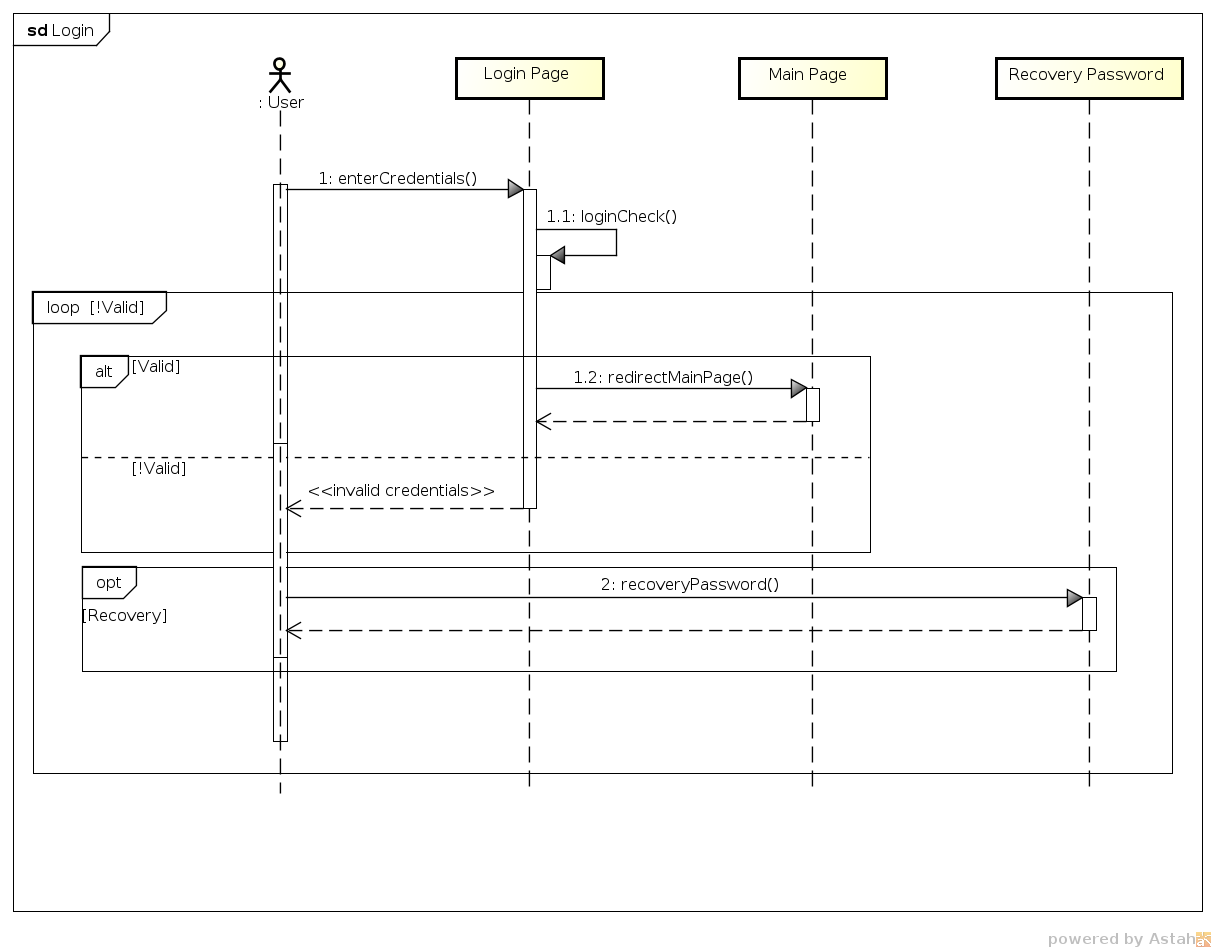 sd Login
: User
Login Page
Main Page
Recovery Password
1: enterCredentials()
1.1: loginCheck()
loop [!Valid]
alt
[Valid]
1.2: redirectMainPage()
[!Valid]
<<invalid credentials>>
opt
2: recoveryPassword()
[Recovery]
powered by Astah